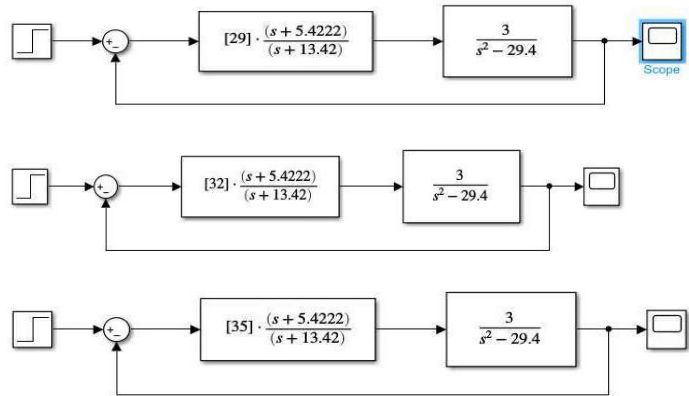 [29] · (s + 5.4222) / (s + 13.42)
3 / s² − 29.4
Scope
[32] · (s + 5.4222) / (s + 13.42)
3 / s² − 29.4
[35] · (s + 5.4222) / (s + 13.42)
3 / s² − 29.4